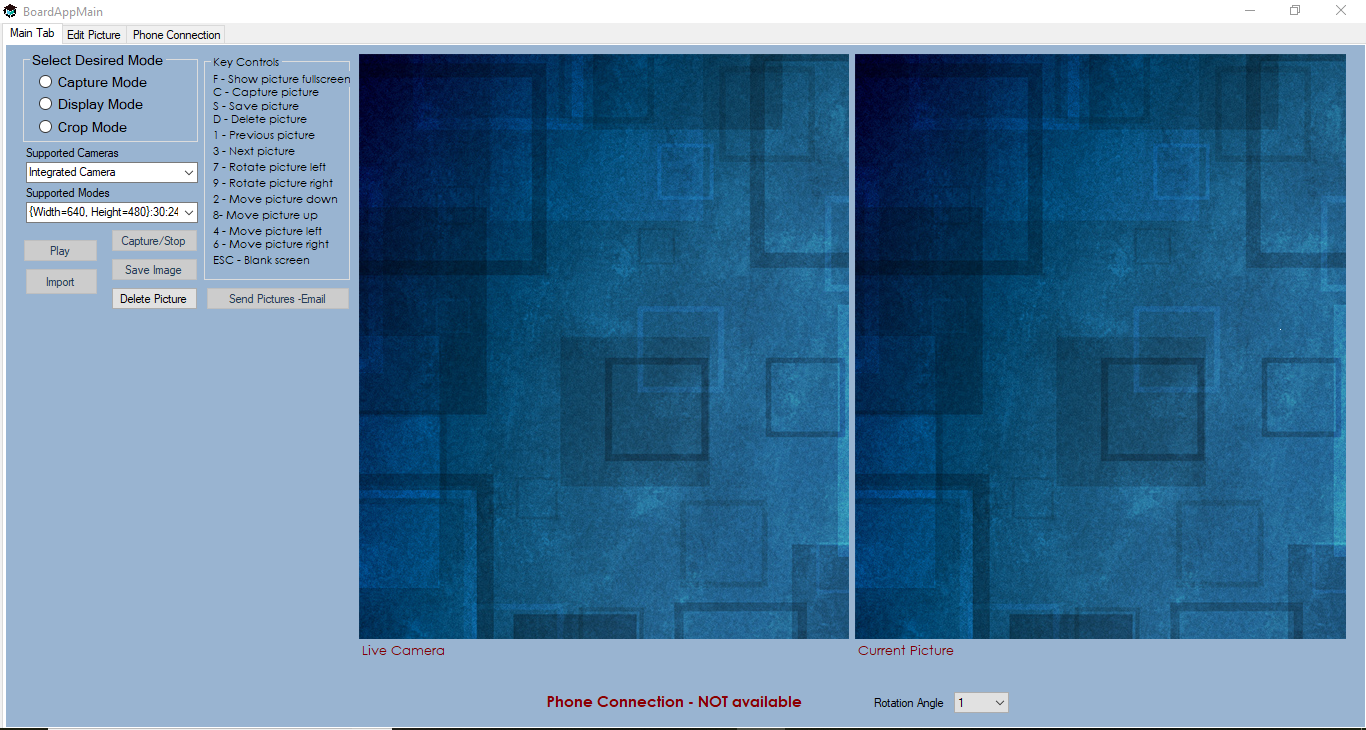 BoardAppMain
Main Tab
Edit Picture
Phone Connection
Select Desired Mode
Capture Mode
Display Mode
Crop Mode
Supported Cameras
Integrated Camera
Supported Modes
{Width=640, Height=480}:30:24
Play
Capture/Stop
Import
Save Image
Delete Picture
Key Controls
F - Show picture fullscreen
C - Capture picture
S - Save picture
D - Delete picture
1 - Previous picture
3 - Next picture
7 - Rotate picture left
9 - Rotate picture right
2 - Move picture down
8- Move picture up
4 - Move picture left
6 - Move picture right
ESC - Blank screen
Send Pictures -Email
Live Camera
Current Picture
Phone Connection - NOT available
Rotation Angle
1